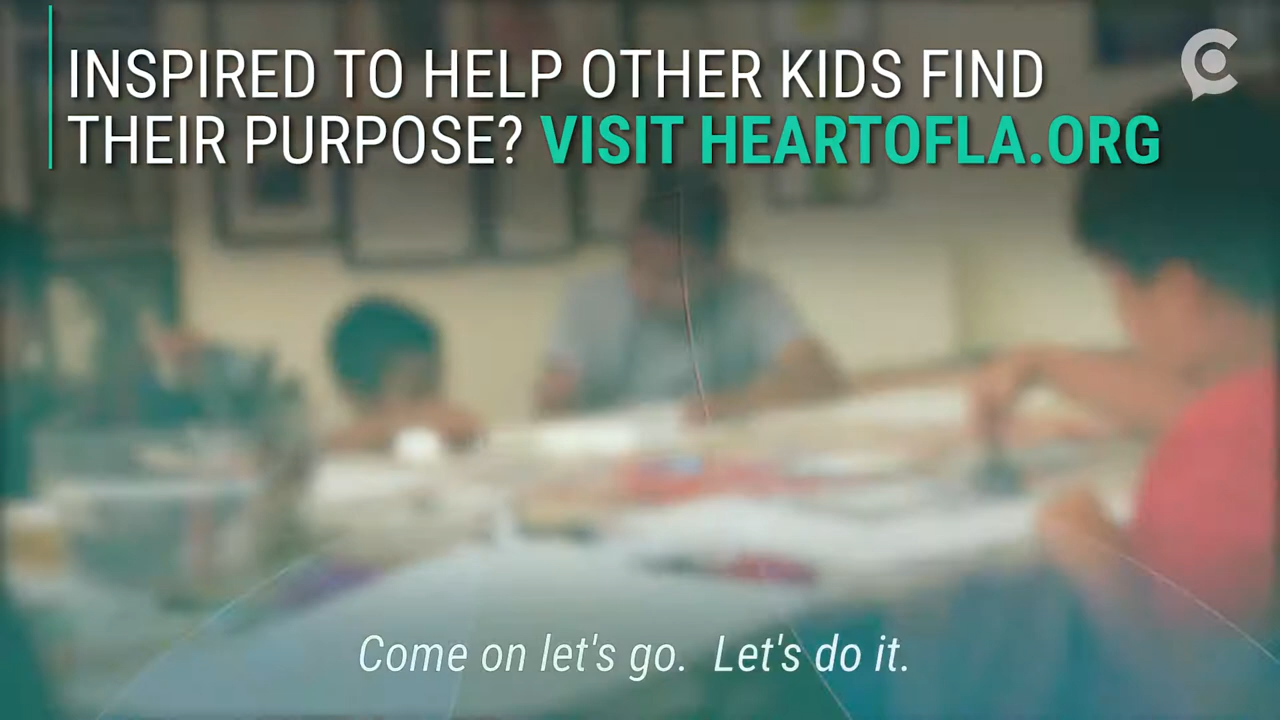 INSPIRED TO HELP OTHER KIDS FIND
THEIR PURPOSE? VISIT HEARTOFLA.ORG
Come on let's go. Let's do it.